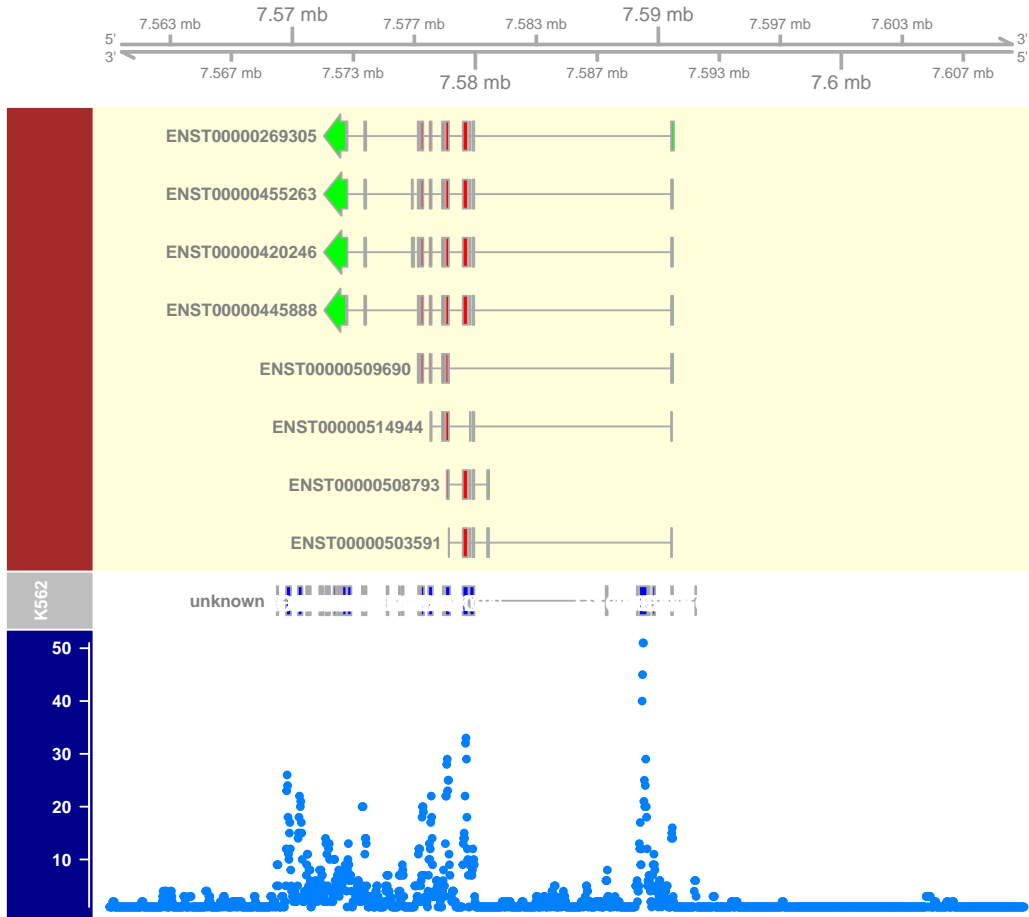 7.57 mb 7.59 mb
7.563 mb 7.577 mb 7.583 mb 7.597 mb 7.603 mb
5' 3'
3' 5'
7.567 mb 7.573 mb 7.587 mb 7.593 mb 7.607 mb
7.58 mb 7.6 mb
ENST00000269305
ENST00000455263
ENST00000420246
ENST00000445888
ENST00000509690
ENST00000514944
ENST00000508793
ENST00000503591
K562
unknown
50
40
30
20
10